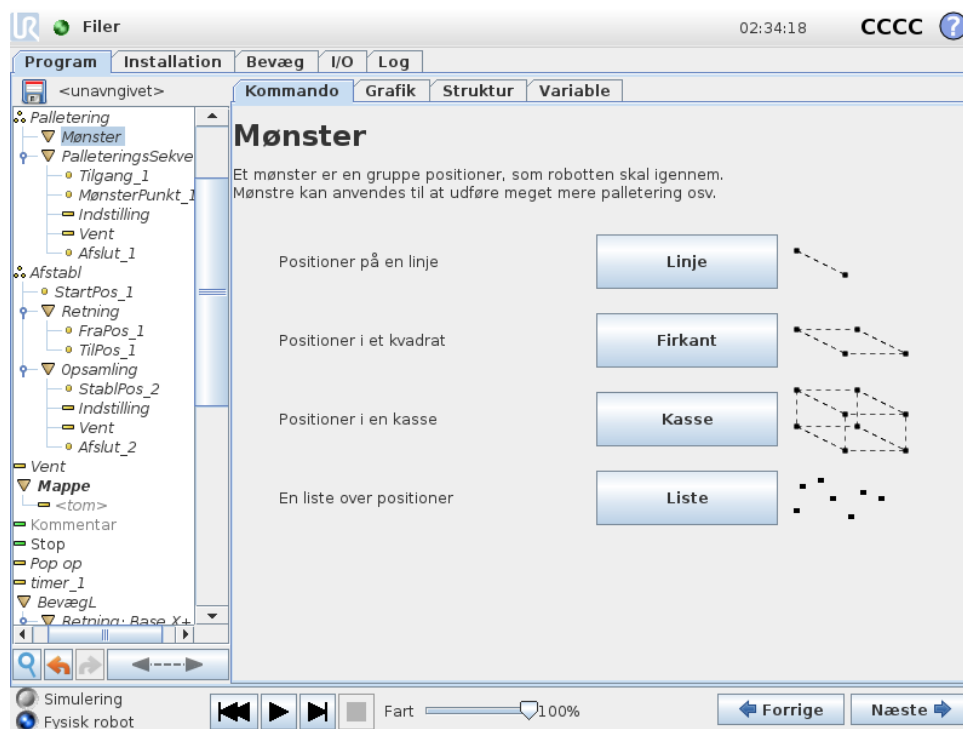 UR Filer 02:34:18 CCCC ?
Program Installation Bevæg I/O Log
<unavngivet> Kommando Grafik Struktur Variable
Palletering
Mønster
PalleteringsSekve
Tilgang_1
MønsterPunkt_1
Indstilling
Vent
Afslut_1
Afstabl
StartPos_1
Retning
FraPos_1
TilPos_1
Opsamling
StablPos_2
Indstilling
Vent
Afslut_2
Vent
Mappe
<tom>
Kommentar
Stop
Pop op
timer_1
BevægL
Retning: Base X+
Mønster
Et mønster er en gruppe positioner, som robotten skal igennem.
Mønstre kan anvendes til at udføre meget mere palletering osv.
Positioner på en linje Linje
Positioner i et kvadrat Firkant
Positioner i en kasse Kasse
En liste over positioner Liste
Simulering
Fysisk robot
Fart 100% Forrige Næste